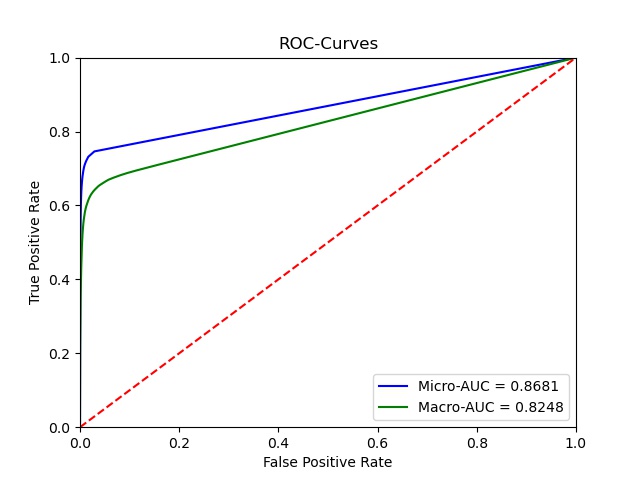 ROC-Curves
True Positive Rate
1.0
0.8
0.6
0.4
0.2
0.0
Micro-AUC = 0.8681
Macro-AUC = 0.8248
0.0 0.2 0.4 0.6 0.8 1.0
False Positive Rate